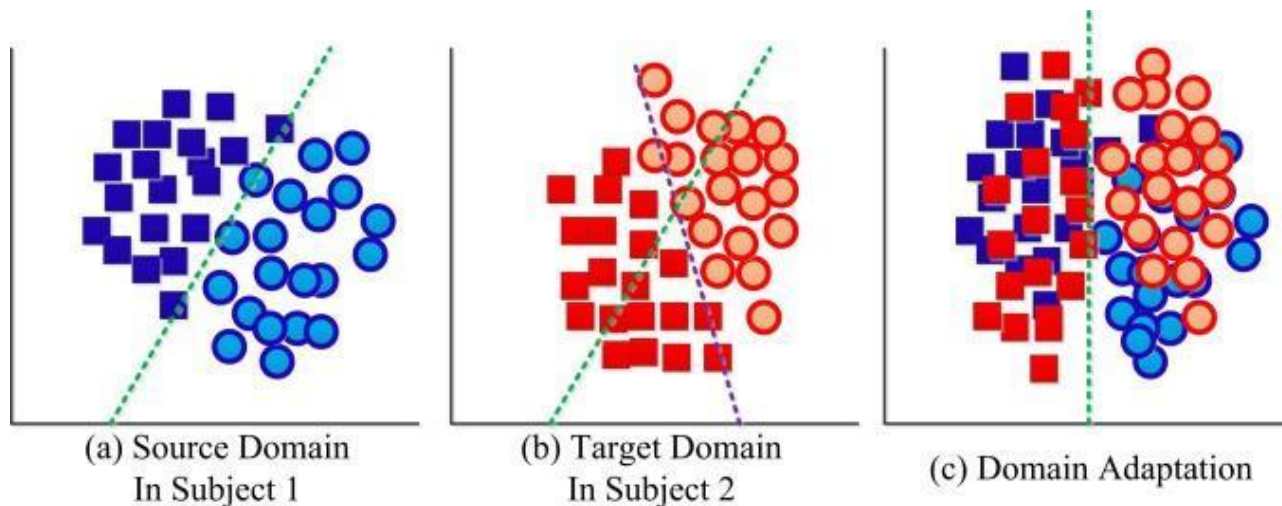 (a) Source Domain
In Subject 1
(b) Target Domain
In Subject 2
(c) Domain Adaptation